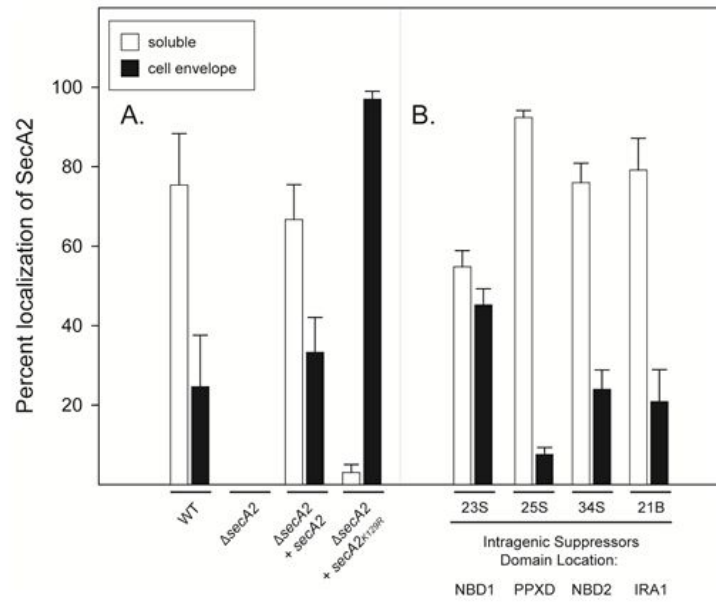 soluble
cell envelope
A.
B.
Percent localization of SecA2
100
80
60
40
20
WT
ΔsecA2
ΔsecA2
+ secA2
ΔsecA2
+ secA2K129R
23S
25S
34S
21B
Intragenic Suppressors
Domain Location:
NBD1
PPXD
NBD2
IRA1